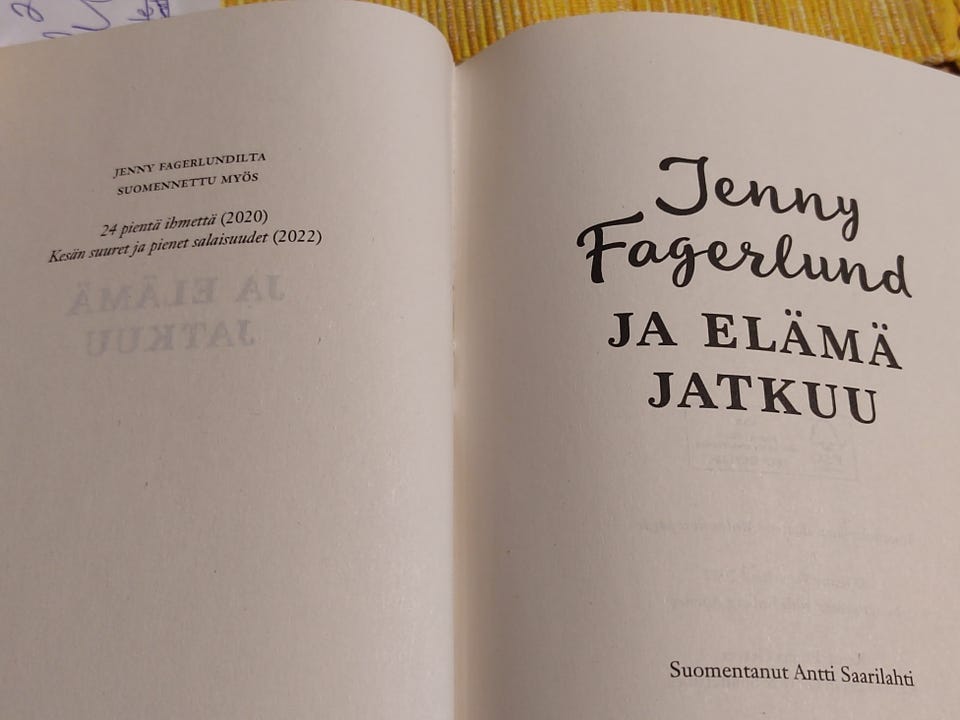 JENNY FAGERLUNDILTA
SUOMENNETTU MYÖS
24 pientä ihmettä (2020)
Kesän suuret ja pienet salaisuudet (2022)
Jenny
Fagerlund
JA ELÄMÄ
JATKUU
Suomentanut Antti Saarilahti